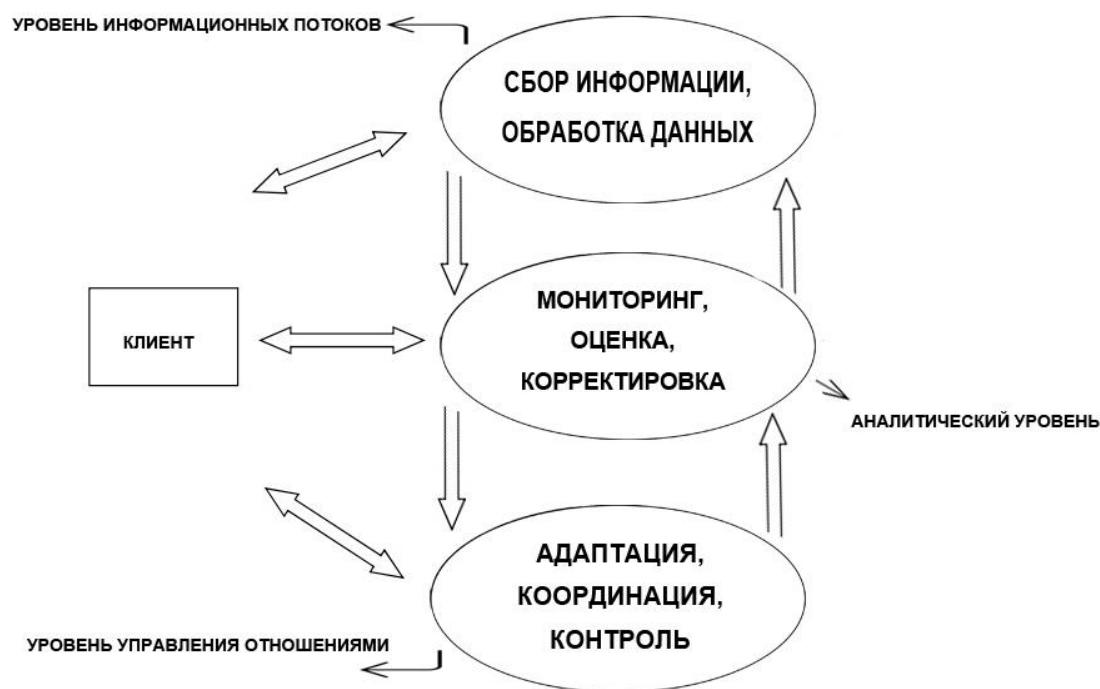 УРОВЕНЬ ИНФОРМАЦИОННЫХ ПОТОКОВ
СБОР ИНФОРМАЦИИ,
ОБРАБОТКА ДАННЫХ
МОНИТОРИНГ,
ОЦЕНКА,
КОРРЕКТИРОВКА
КЛИЕНТ
АНАЛИТИЧЕСКИЙ УРОВЕНЬ
АДАПТАЦИЯ,
КООРДИНАЦИЯ,
КОНТРОЛЬ
УРОВЕНЬ УПРАВЛЕНИЯ ОТНОШЕНИЯМИ